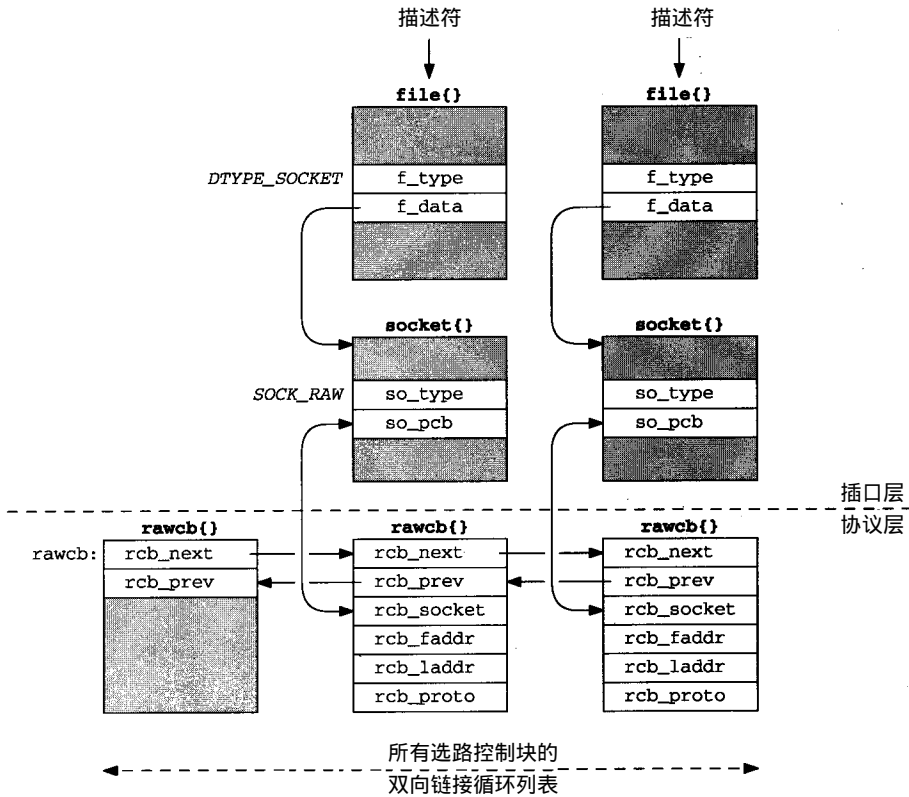 描述符 描述符
file{} file{}
DTYPE_SOCKET f_type f_type
f_data f_data
socket{} socket{}
SOCK_RAW so_type so_type
so_pcb so_pcb
插口层
协议层
rawcb{} rawcb{} rawcb{}
rawcb: rcb_next rcb_next rcb_next
rcb_prev rcb_prev rcb_prev
rcb_socket rcb_socket
rcb_faddr rcb_faddr
rcb_laddr rcb_laddr
rcb_proto rcb_proto
所有选路控制块的
双向链接循环列表